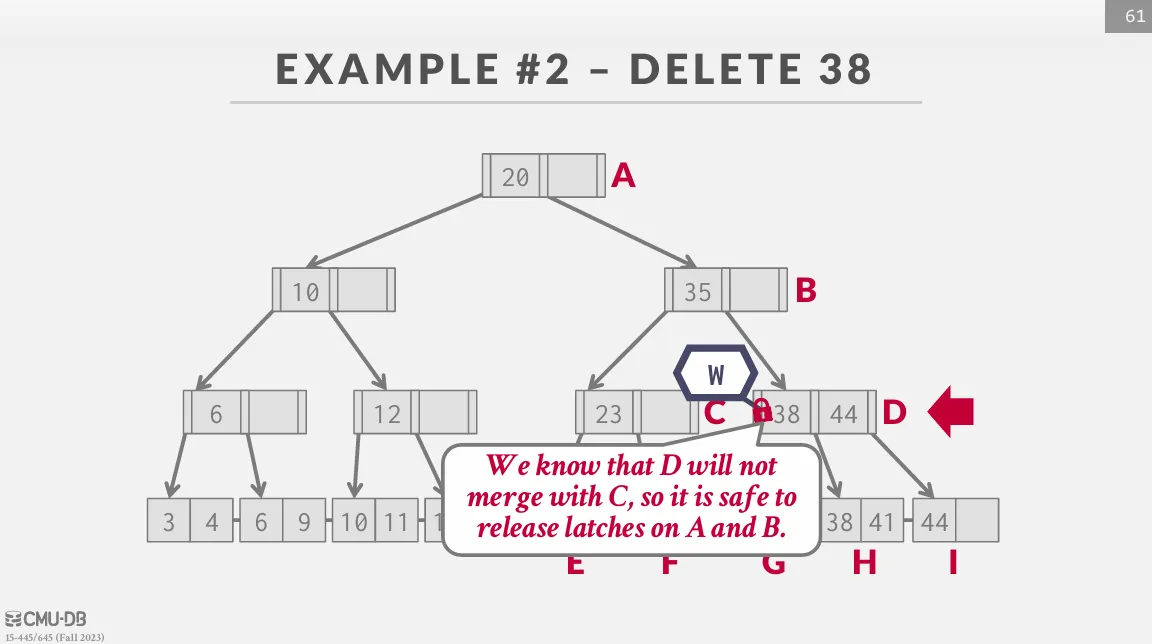 61
EXAMPLE #2 – DELETE 38
20 A
10
35 B
W
6
12
23 C
38 44 D
We know that D will not
merge with C, so it is safe to
release latches on A and B.
3 4 6 9 10 11
38 41 44
E F G H I
CMU·DB
15-445/645 (Fall 2023)